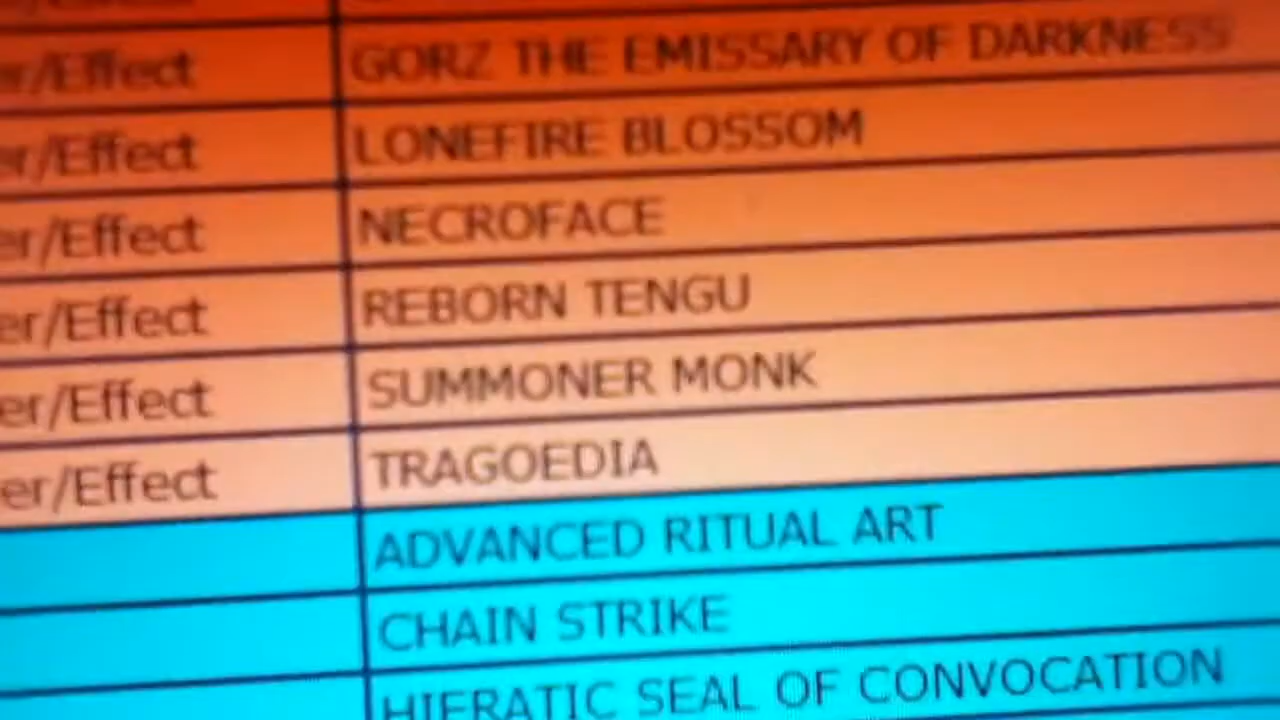 er/Effect GORZ THE EMISSARY OF DARKNESS
er/Effect LONEFIRE BLOSSOM
er/Effect NECROFACE
er/Effect REBORN TENGU
er/Effect SUMMONER MONK
er/Effect TRAGOEDIA
ADVANCED RITUAL ART
CHAIN STRIKE
HIERATIC SEAL OF CONVOCATION